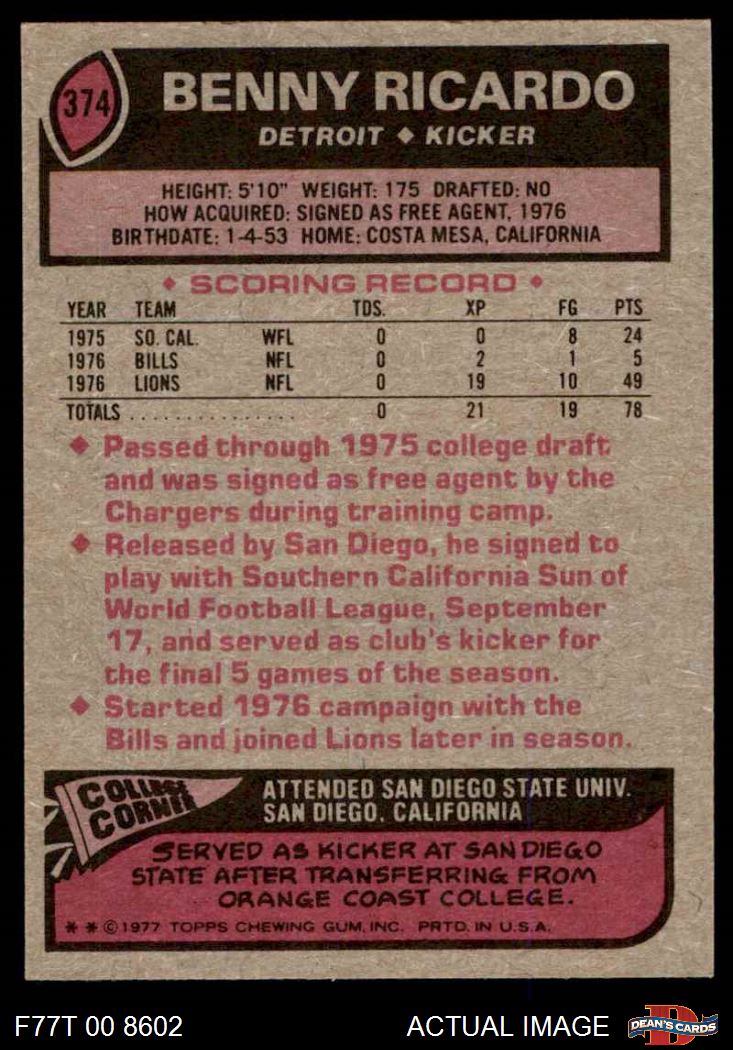 374
BENNY RICARDO
DETROIT ◆ KICKER
HEIGHT: 5'10" WEIGHT: 175 DRAFTED: NO
HOW ACQUIRED: SIGNED AS FREE AGENT, 1976
BIRTHDATE: 1-4-53 HOME: COSTA MESA, CALIFORNIA
◆ SCORING RECORD ◆
YEAR TEAM TDS. XP FG PTS
1975 SO. CAL. WFL 0 0 8 24
1976 BILLS NFL 0 2 1 5
1976 LIONS NFL 0 19 10 49
TOTALS . . . . . . . . . . . . . . . 0 21 19 78
◆ Passed through 1975 college draft
and was signed as free agent by the
Chargers during training camp.
◆ Released by San Diego, he signed to
play with Southern California Sun of
World Football League, September
17, and served as club's kicker for
the final 5 games of the season.
◆ Started 1976 campaign with the
Bills and joined Lions later in season.
COLLEGE
CORNER
ATTENDED SAN DIEGO STATE UNIV.
SAN DIEGO, CALIFORNIA
SERVED AS KICKER AT SAN DIEGO
STATE AFTER TRANSFERRING FROM
ORANGE COAST COLLEGE.
* * © 1977 TOPPS CHEWING GUM, INC. PRTD. IN U.S.A.
F77T 00 8602
ACTUAL IMAGE
D
DEAN'S CARDS